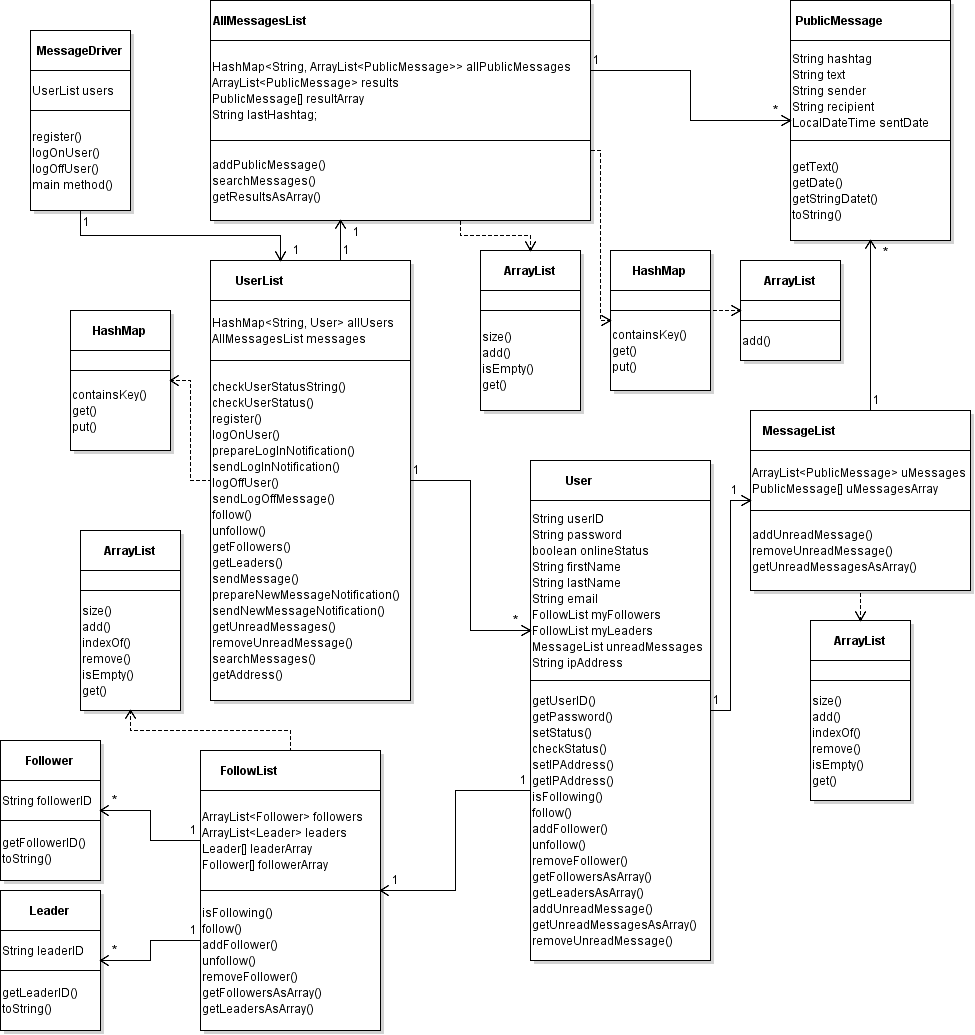 MessageDriver
UserList users
register()
logOnUser()
logOffUser()
main method()
1
AllMessagesList
HashMap<String, ArrayList<PublicMessage>> allPublicMessages
ArrayList<PublicMessage> results
PublicMessage[] resultArray
String lastHashtag;
addPublicMessage()
searchMessages()
getResultsAsArray()
1
*
PublicMessage
String hashtag
String text
String sender
String recipient
LocalDateTime sentDate
getText()
getDate()
getStringDatet()
toString()
*
1
1
1
1
UserList
HashMap<String, User> allUsers
AllMessagesList messages
checkUserStatusString()
checkUserStatus()
register()
logOnUser()
prepareLogInNotification()
sendLogInNotification()
logOffUser()
sendLogOffMessage()
follow()
unfollow()
getFollowers()
getLeaders()
sendMessage()
prepareNewMessageNotification()
sendNewMessageNotification()
getUnreadMessages()
removeUnreadMessage()
searchMessages()
getAddress()
1
*
ArrayList
size()
add()
isEmpty()
get()
HashMap
containsKey()
get()
put()
ArrayList
add()
HashMap
containsKey()
get()
put()
MessageList
ArrayList<PublicMessage> uMessages
PublicMessage[] uMessagesArray
addUnreadMessage()
removeUnreadMessage()
getUnreadMessagesAsArray()
User
String userID
String password
boolean onlineStatus
String firstName
String lastName
String email
FollowList myFollowers
FollowList myLeaders
MessageList unreadMessages
String ipAddress
getUserID()
getPassword()
setStatus()
checkStatus()
setIPAddress()
getIPAddress()
isFollowing()
follow()
addFollower()
unfollow()
removeFollower()
getFollowersAsArray()
getLeadersAsArray()
addUnreadMessage()
getUnreadMessagesAsArray()
removeUnreadMessage()
1
1
1
1
ArrayList
size()
add()
indexOf()
remove()
isEmpty()
get()
ArrayList
size()
add()
indexOf()
remove()
isEmpty()
get()
Follower
String followerID
getFollowerID()
toString()
*
1
Leader
String leaderID
getLeaderID()
toString()
*
1
FollowList
ArrayList<Follower> followers
ArrayList<Leader> leaders
Leader[] leaderArray
Follower[] followerArray
isFollowing()
follow()
addFollower()
unfollow()
removeFollower()
getFollowersAsArray()
getLeadersAsArray()